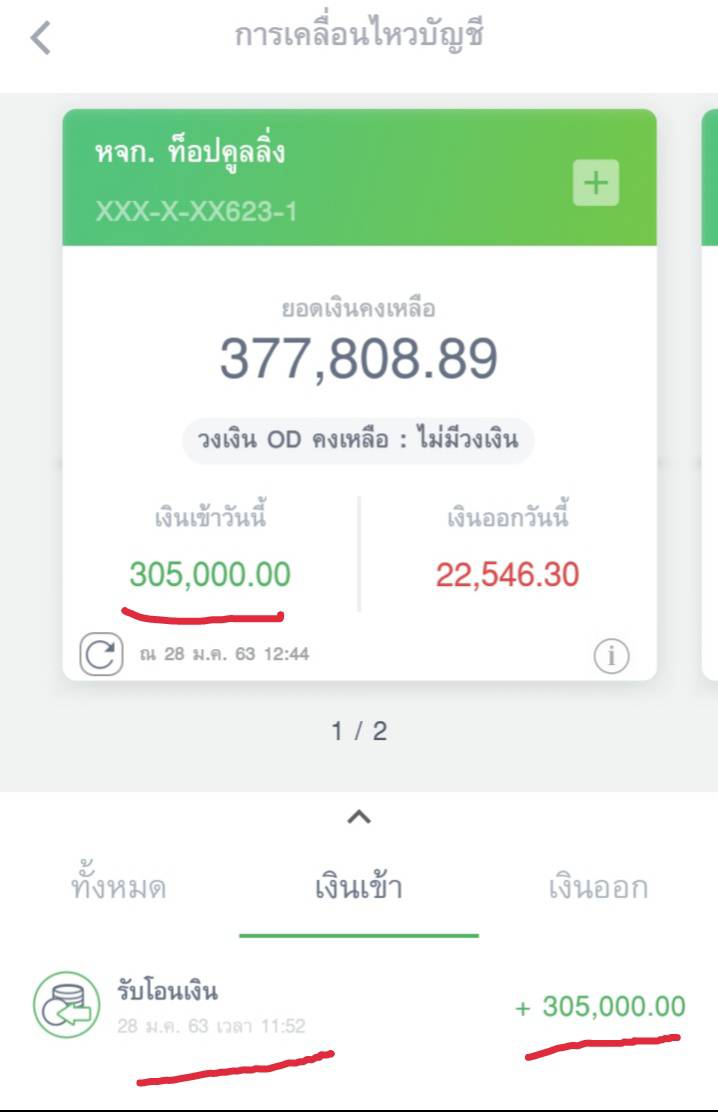 การเคลื่อนไหวบัญชี
หจก. ท็อปคูลลิ่ง
XXX-X-XX623-1
ยอดเงินคงเหลือ
377,808.89
วงเงิน OD คงเหลือ : ไม่มีวงเงิน
เงินเข้าวันนี้ เงินออกวันนี้
305,000.00 22,546.30
ณ 28 ม.ค. 63 12:44
1 / 2
ทั้งหมด เงินเข้า เงินออก
รับโอนเงิน
28 ม.ค. 63 เวลา 11:52
+ 305,000.00